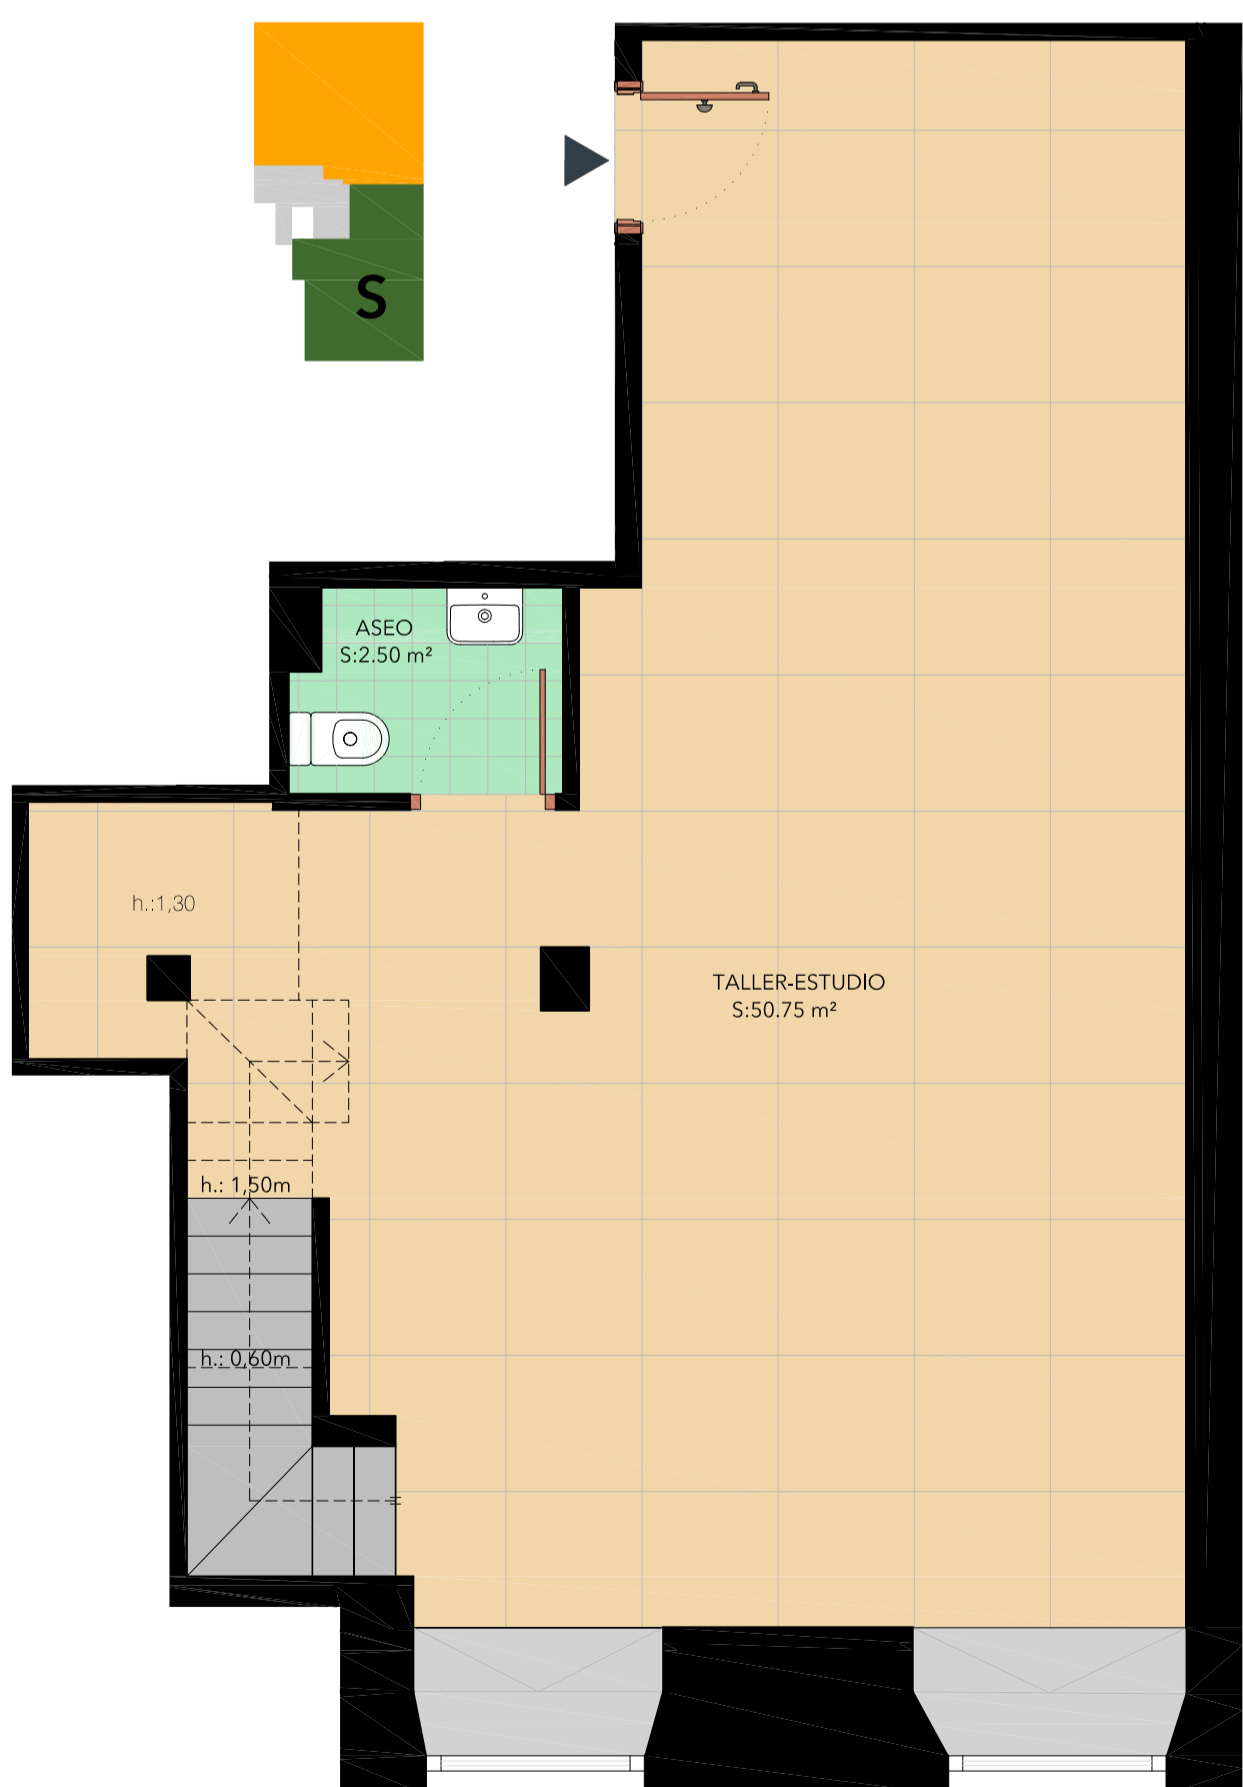 S
ASEO
S:2.50 m²
h.:1,30
TALLER-ESTUDIO
S:50.75 m²
h.: 1,50m
h.: 0,60m